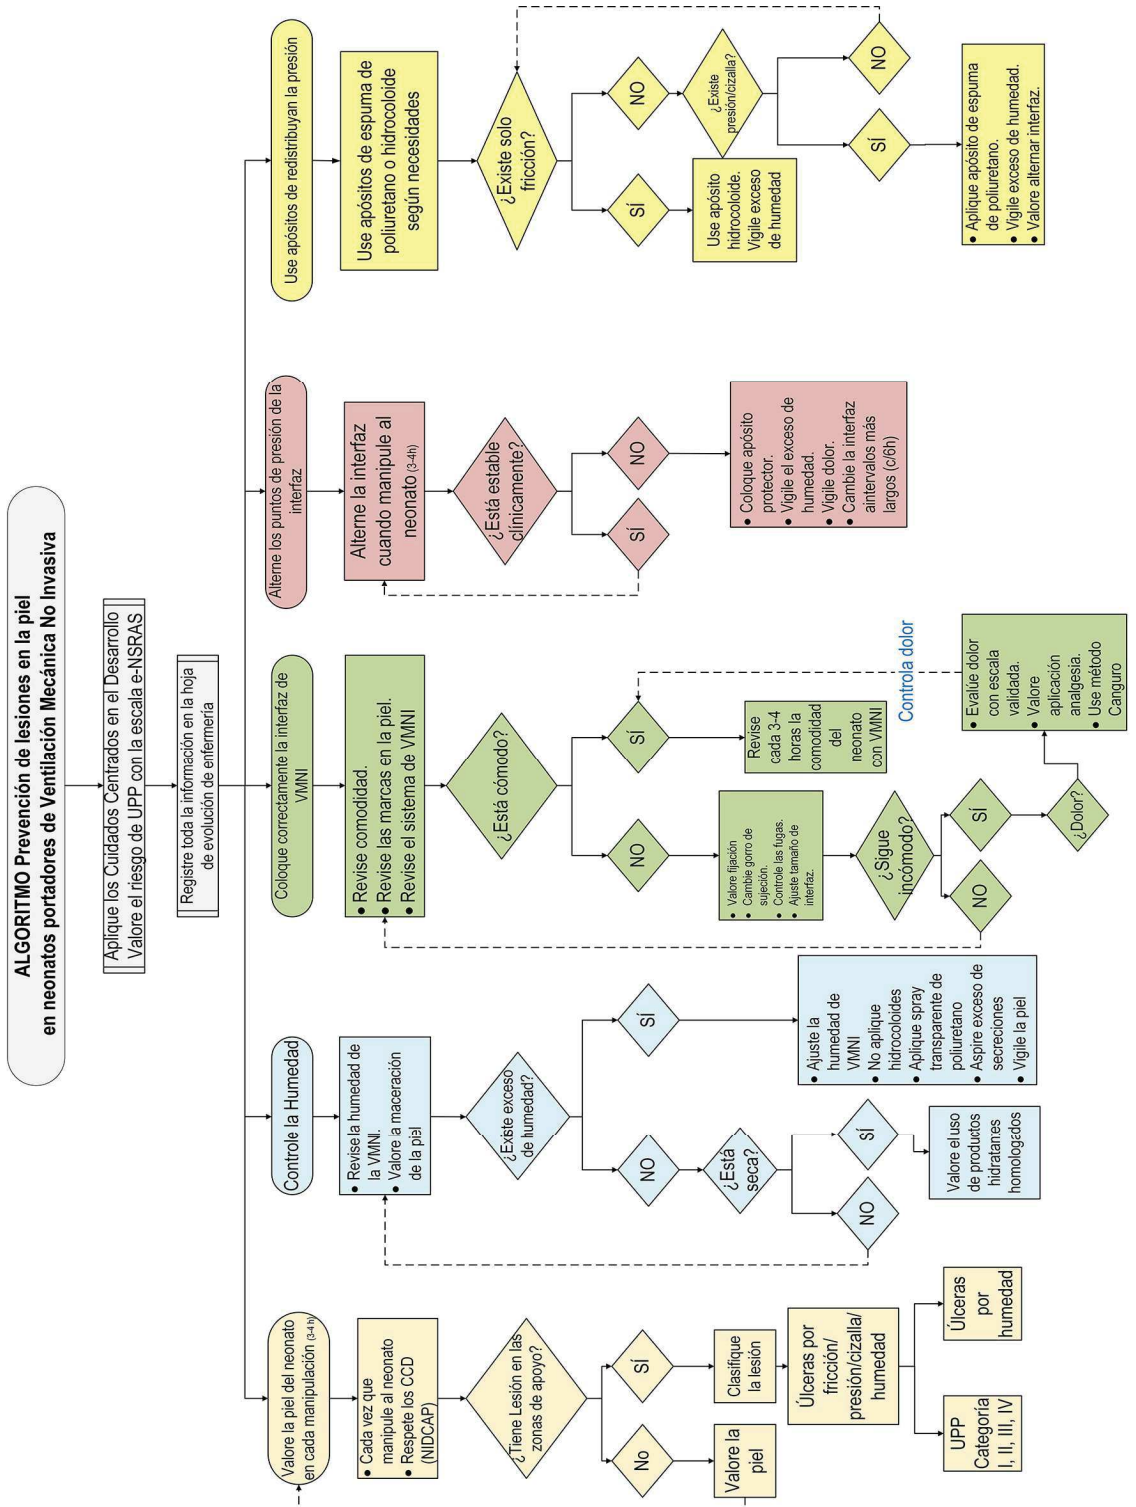 ALGORITMO Prevención de lesiones en la piel
en neonatos portadores de Ventilación Mecánica No Invasiva
Aplique los Cuidados Centrados en el Desarrollo
Valore el riesgo de UPP con la escala e-NSRAS
Registre toda la información en la hoja
de evolución de enfermería
Valore la piel del neonato
en cada manipulación (3-4 h)
● Cada vez que
manipule al neonato
● Respete los CCD
(NIDCAP)
¿Tiene Lesión en las
zonas de apoyo?
No
SÍ
Valore la
piel
Clasifique
la lesión
Úlceras por
fricción/
presión/cizalla/
humedad
UPP
Categoría
I, II, III, IV
Úlceras
por
humedad
Controle la Humedad
● Revise la humedad de
la VMNI.
● Valore la maceración
de la piel
¿Existe exceso
de humedad?
NO
SÍ
¿Está
seca?
NO
SÍ
Valore el uso
de productos
hidratantes
homologados
● Ajuste la
humedad de
VMNI
● No aplique
hidrocoloides
● Aplique spray
transparente de
poliuretano
● Aspire exceso de
secreciones
● Vigile la piel
Coloque correctamente la interfaz de
VMNI
● Revise comodidad.
● Revise las marcas en la piel.
● Revise el sistema de VMNI
¿Está cómodo?
NO
SÍ
● Valore fijación
● Cambie gorro de
sujeción.
● Controle las fugas.
● Ajuste tamaño de
interfaz.
Revise
cada 3-4
horas la
comodidad
del
neonato
con VMNI
¿Sigue
incómodo?
NO
SÍ
¿Dolor?
Controla dolor
● Evalúe dolor
con escala
validada.
● Valore
aplicación
analgesia.
● Use método
Canguro
Alterne los puntos de presión de la
interfaz
Alterne la interfaz
cuando manipule al
neonato (3-4h)
¿Está estable
clínicamente?
SÍ
NO
● Coloque apósito
protector.
● Vigile el exceso de
humedad.
● Vigile dolor.
● Cambie la interfaz
aintervalos más
largos (c/6h)
Use apósitos de redistribuyan la presión
Use apósitos de espuma de
poliuretano o hidrocoloide
según necesidades
¿Existe solo
fricción?
SÍ
NO
Use apósito
hidrocoloide.
Vigile exceso
de humedad
¿Existe
presión/cizalla?
SÍ
NO
● Aplique apósito de espuma
de poliuretano.
● Vigile exceso de humedad.
● Valore alternar interfaz.